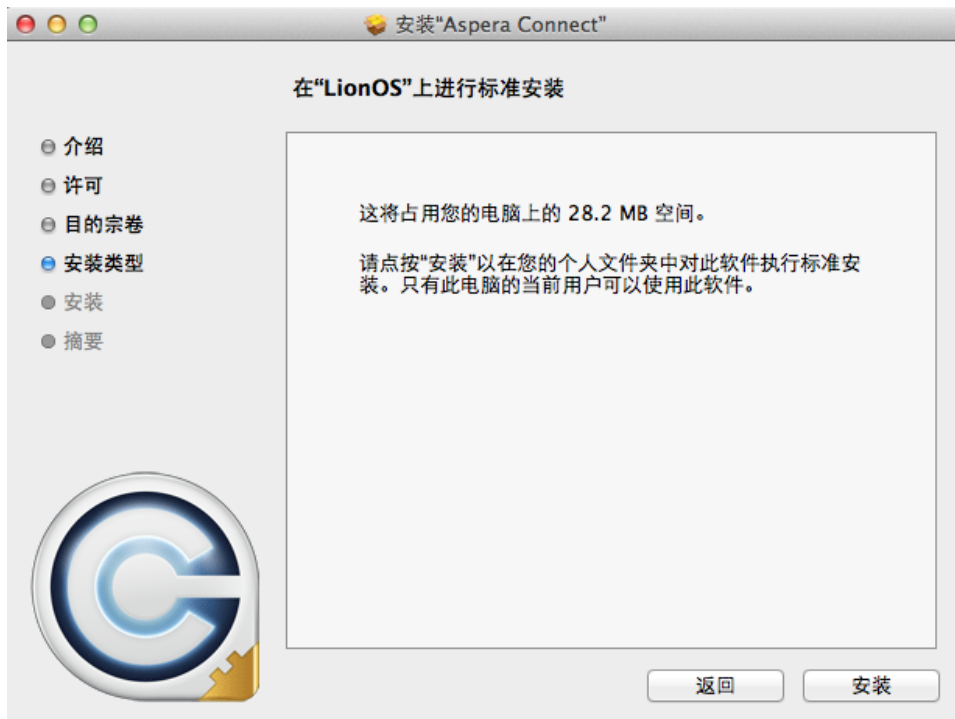 安装“Aspera Connect”
在“LionOS”上进行标准安装
介绍
许可
目的宗卷
安装类型
安装
摘要
这将占用您的电脑上的 28.2 MB 空间。
请点按“安装”以在您的个人文件夹中对此软件执行标准安
装。只有此电脑的当前用户可以使用此软件。
返回
安装